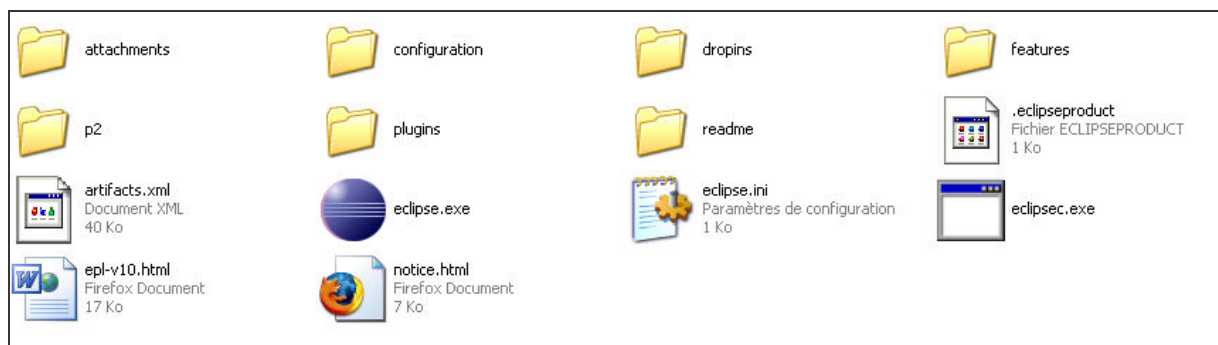 attachments
configuration
dropins
features
p2
plugins
readme
.eclipseproduct
Fichier ECLIPSEPRODUCT
1 Ko
artifacts.xml
Document XML
40 Ko
eclipse.exe
eclipse.ini
Paramètres de configuration
1 Ko
eclipsec.exe
epl-v10.html
Firefox Document
17 Ko
notice.html
Firefox Document
7 Ko